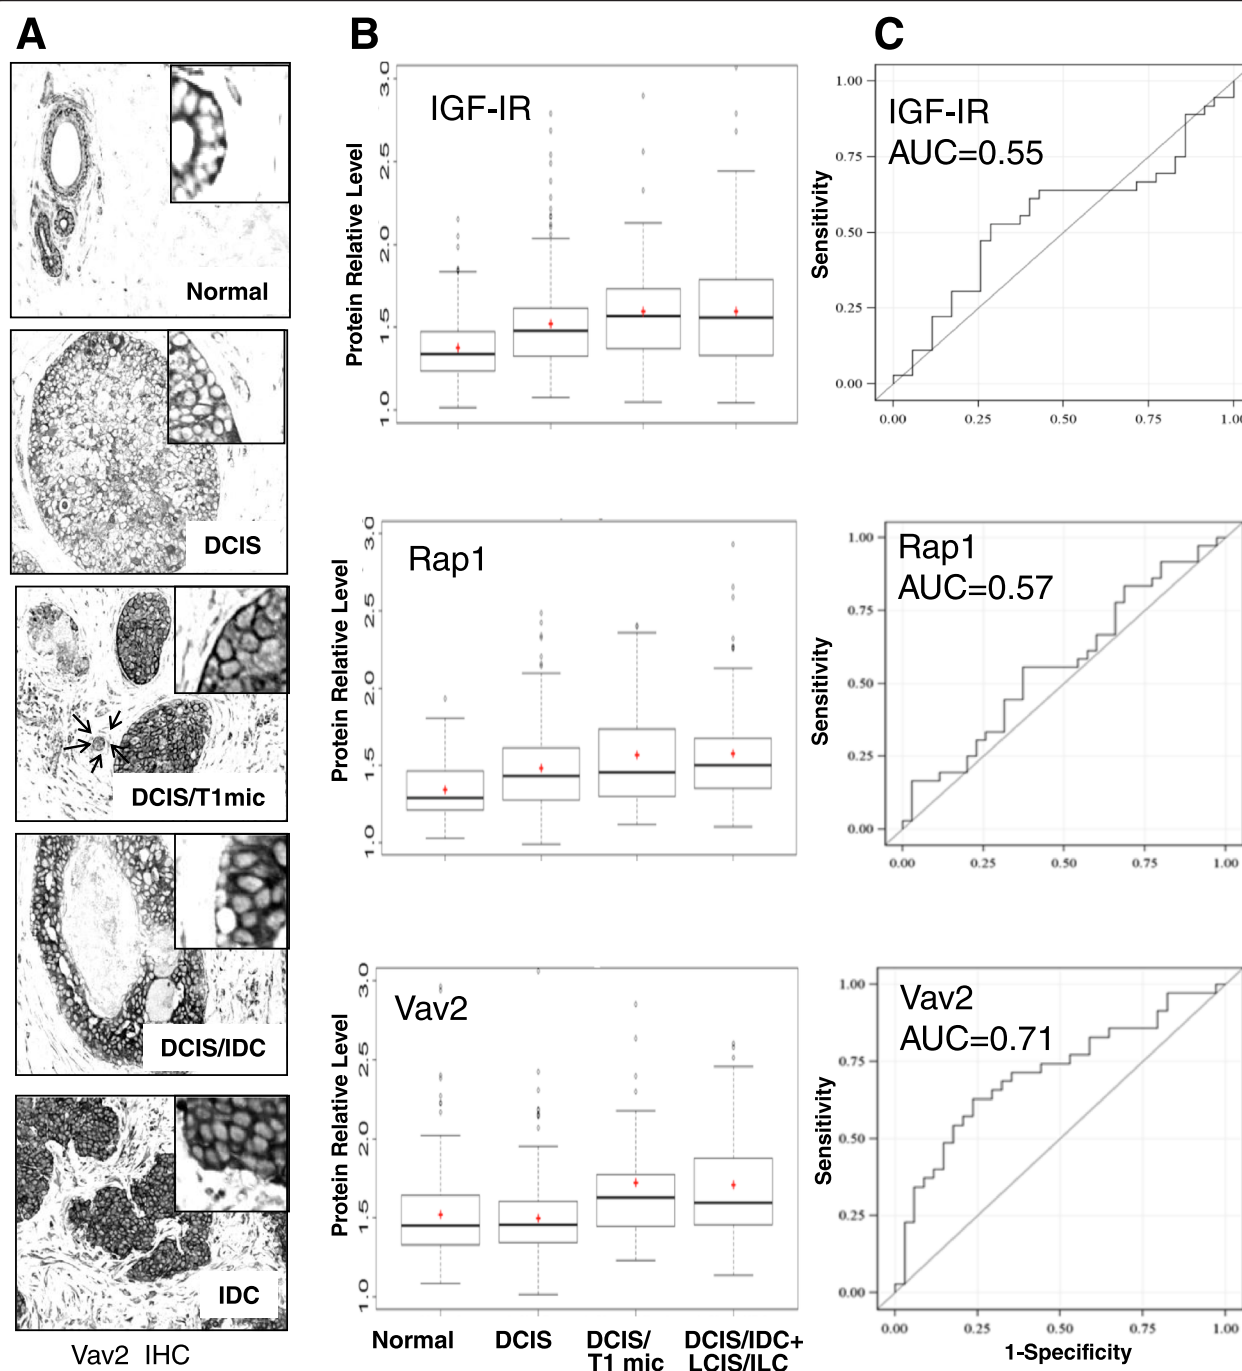 A
B
C
Normal
DCIS
DCIS/T1mic
DCIS/IDC
IDC
Vav2 IHC
IGF-IR
Protein Relative Level
3.0
2.5
2.0
1.5
1.0
Rap1
Protein Relative Level
3.0
2.5
2.0
1.5
1.0
Vav2
Protein Relative Level
3.0
2.5
2.0
1.5
1.0
Normal
DCIS
DCIS/
T1 mic
DCIS/IDC+
LCIS/ILC
IGF-IR
AUC=0.55
Sensitivity
1.00
0.75
0.50
0.25
0.00
0.00 0.25 0.50 0.75 1.00
Rap1
AUC=0.57
Sensitivity
1.00
0.75
0.50
0.25
0.00
0.00 0.25 0.50 0.75 1.00
Vav2
AUC=0.71
Sensitivity
1.00
0.75
0.50
0.25
0.00
0.00 0.25 0.50 0.75 1.00
1-Specificity